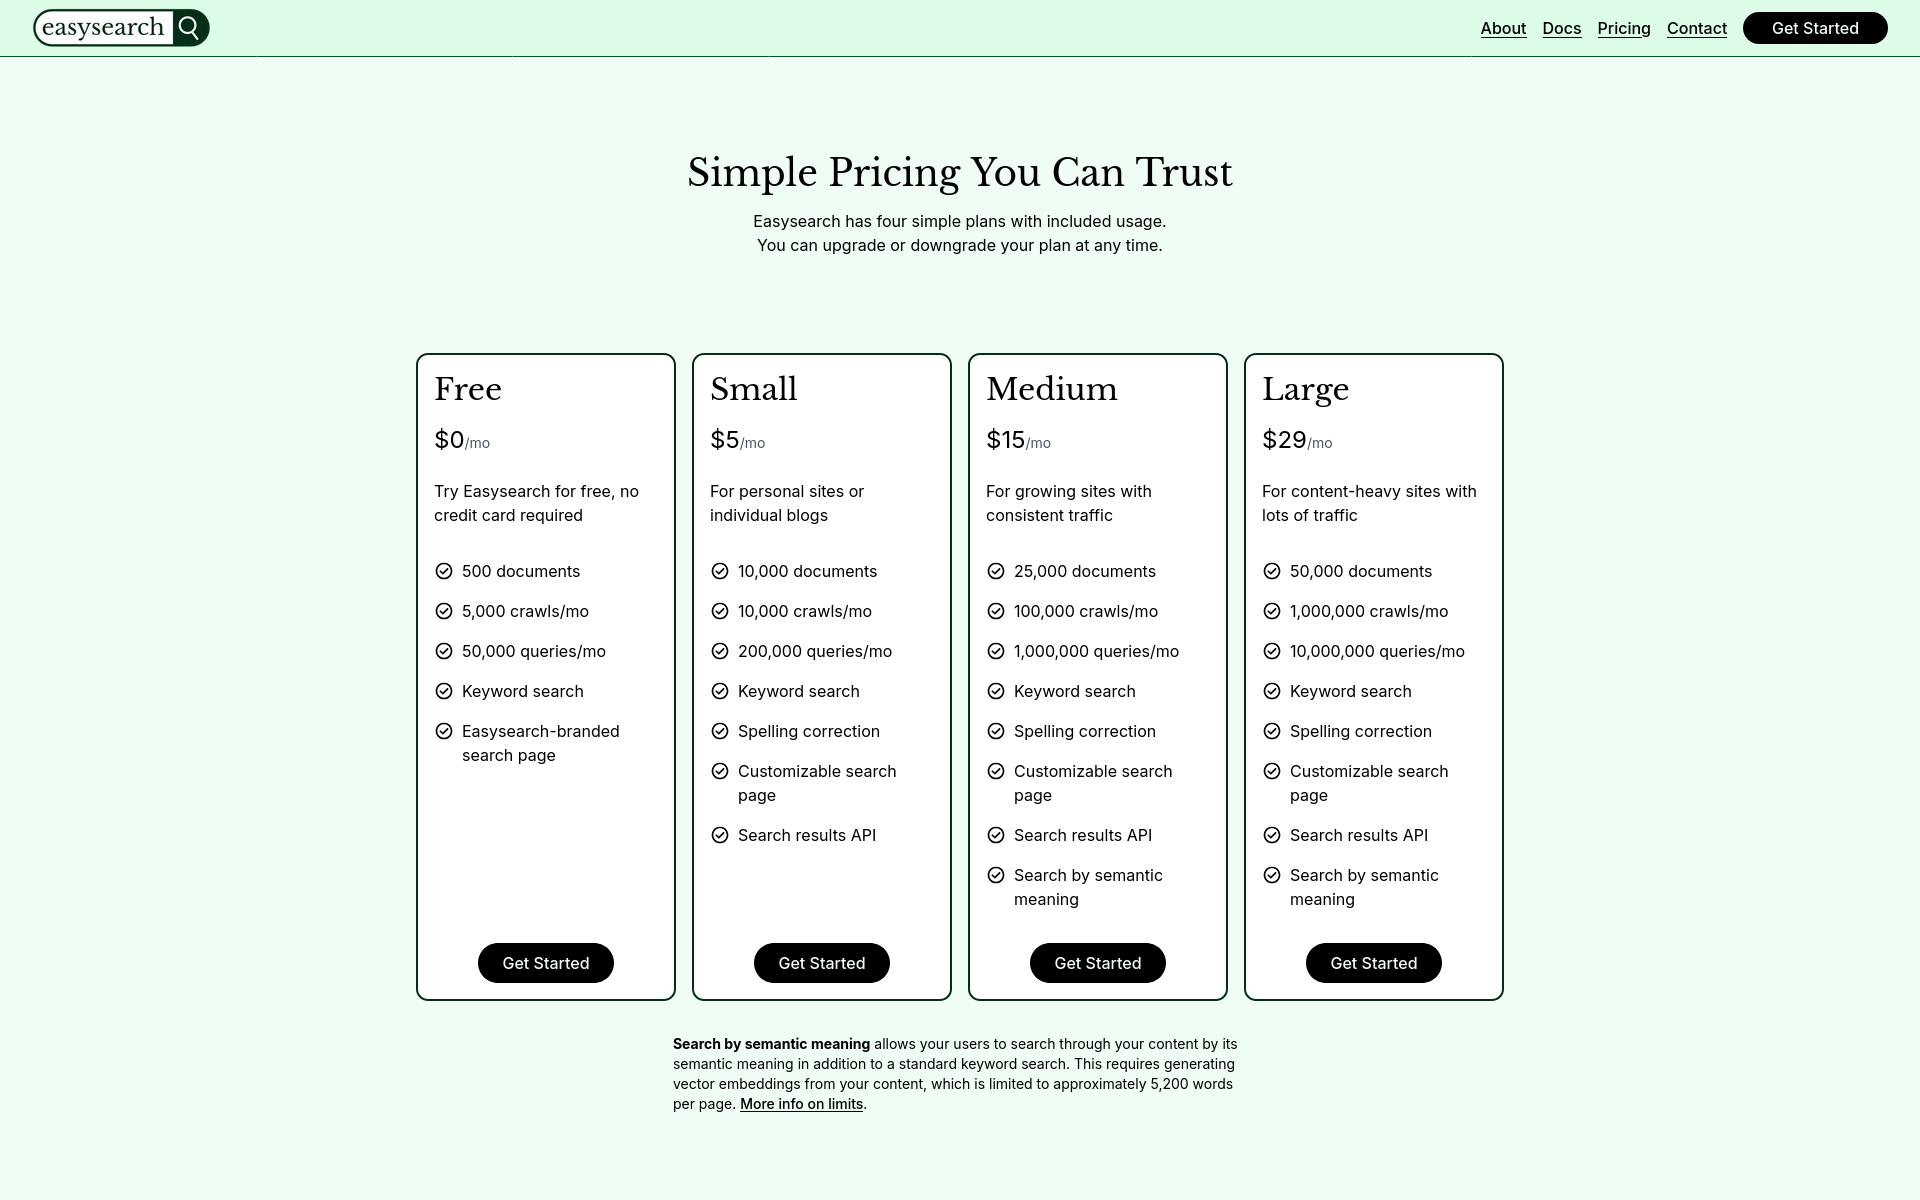 easysearch
About Docs Pricing Contact Get Started
Simple Pricing You Can Trust
Easysearch has four simple plans with included usage.
You can upgrade or downgrade your plan at any time.
Free
$0/mo
Try Easysearch for free, no
credit card required
500 documents
5,000 crawls/mo
50,000 queries/mo
Keyword search
Easysearch-branded
search page
Get Started
Small
$5/mo
For personal sites or
individual blogs
10,000 documents
10,000 crawls/mo
200,000 queries/mo
Keyword search
Spelling correction
Customizable search
page
Search results API
Get Started
Medium
$15/mo
For growing sites with
consistent traffic
25,000 documents
100,000 crawls/mo
1,000,000 queries/mo
Keyword search
Spelling correction
Customizable search
page
Search results API
Search by semantic
meaning
Get Started
Large
$29/mo
For content-heavy sites with
lots of traffic
50,000 documents
1,000,000 crawls/mo
10,000,000 queries/mo
Keyword search
Spelling correction
Customizable search
page
Search results API
Search by semantic
meaning
Get Started
Search by semantic meaning allows your users to search through your content by its
semantic meaning in addition to a standard keyword search. This requires generating
vector embeddings from your content, which is limited to approximately 5,200 words
per page. More info on limits.